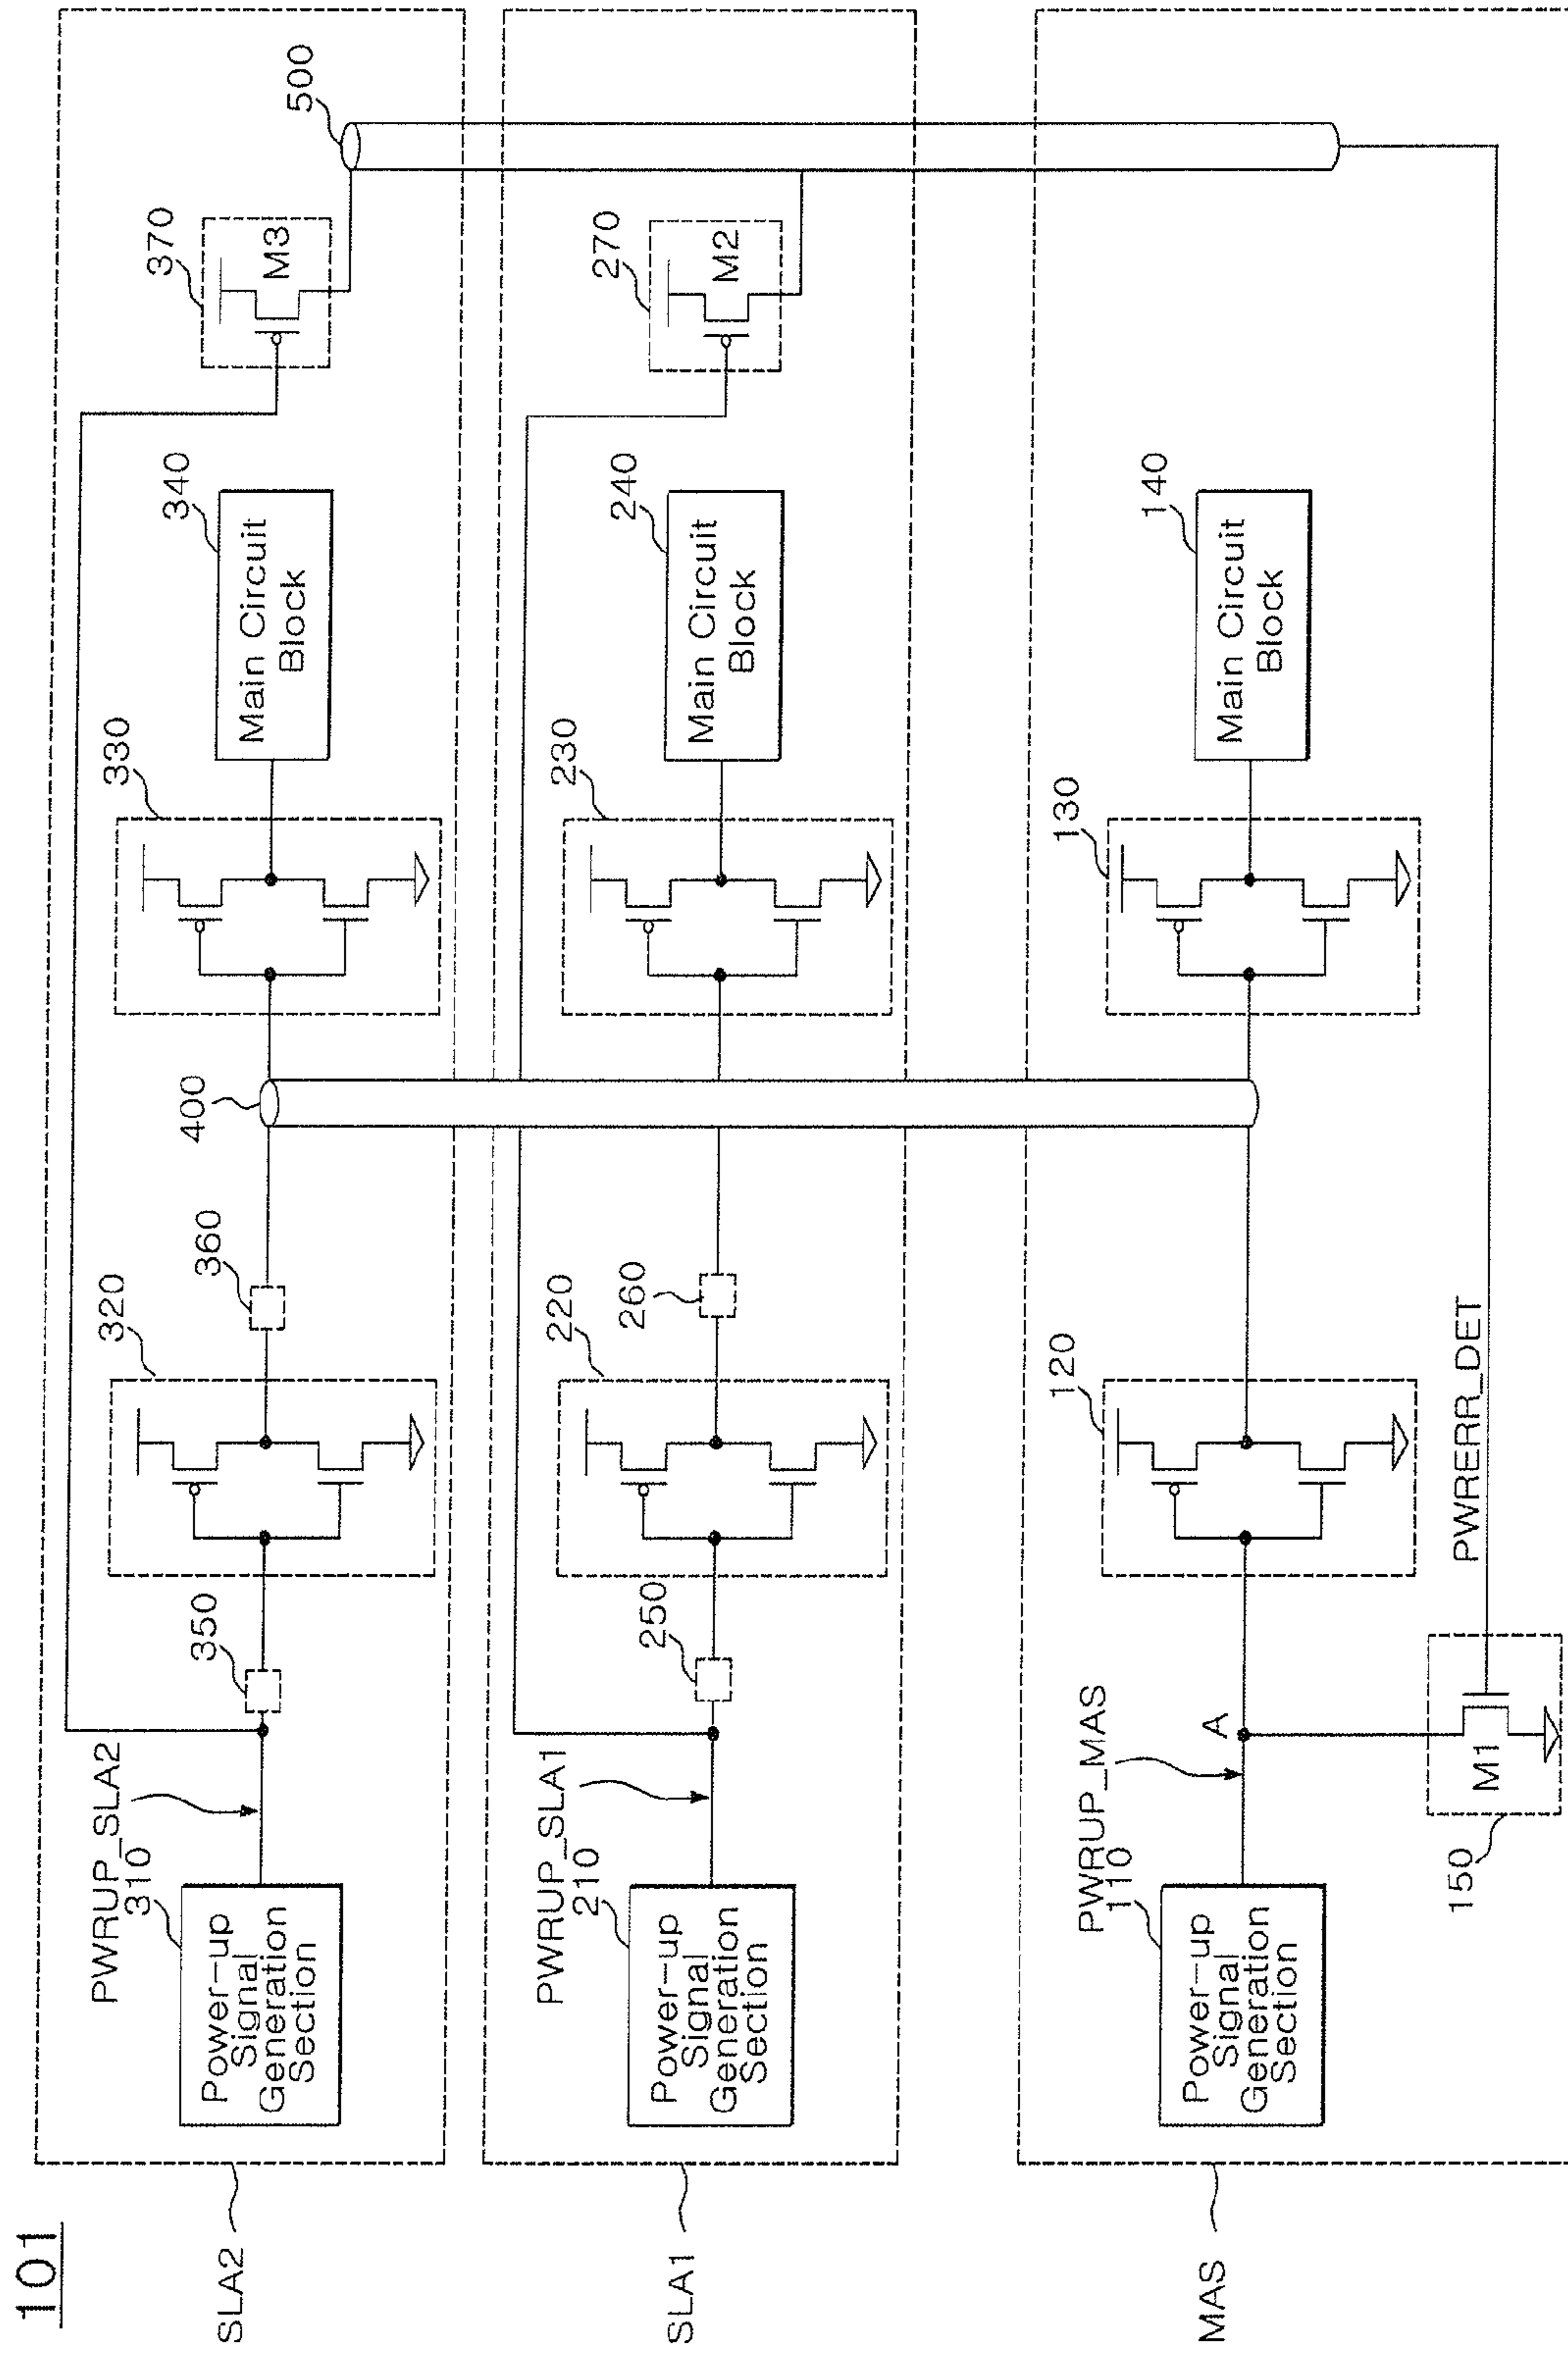 101
SLA2
PWRUP_SLA2
310
Power-up
Signal
Generation
Section
350
320
360
400
330
340
Main Circuit
Block
370
M3
500
SLA1
PWRUP_SLA1
210
Power-up
Signal
Generation
Section
250
220
260
230
240
Main Circuit
Block
270
M2
MAS
PWRUP_MAS
110
Power-up
Signal
Generation
Section
A
120
130
140
Main Circuit
Block
150
M1
PWRERR_DET